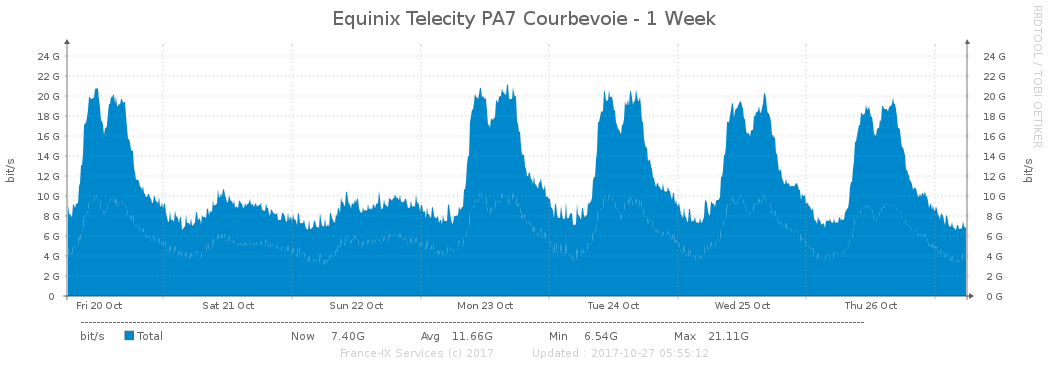 Equinix Telecity PA7 Courbevoie - 1 Week
RRDTOOL / TOBI OETIKER
bit/s
24 G 24 G
22 G 22 G
20 G 20 G
18 G 18 G
16 G 16 G
14 G 14 G
12 G 12 G
10 G 10 G
8 G 8 G
6 G 6 G
4 G 4 G
2 G 2 G
0 0 G
bit/s
Fri 20 Oct Sat 21 Oct Sun 22 Oct Mon 23 Oct Tue 24 Oct Wed 25 Oct Thu 26 Oct
bit/s Total Now 7.40G Avg 11.66G Min 6.54G Max 21.11G
France-IX Services (c) 2017 Updated : 2017-10-27 05:55:12